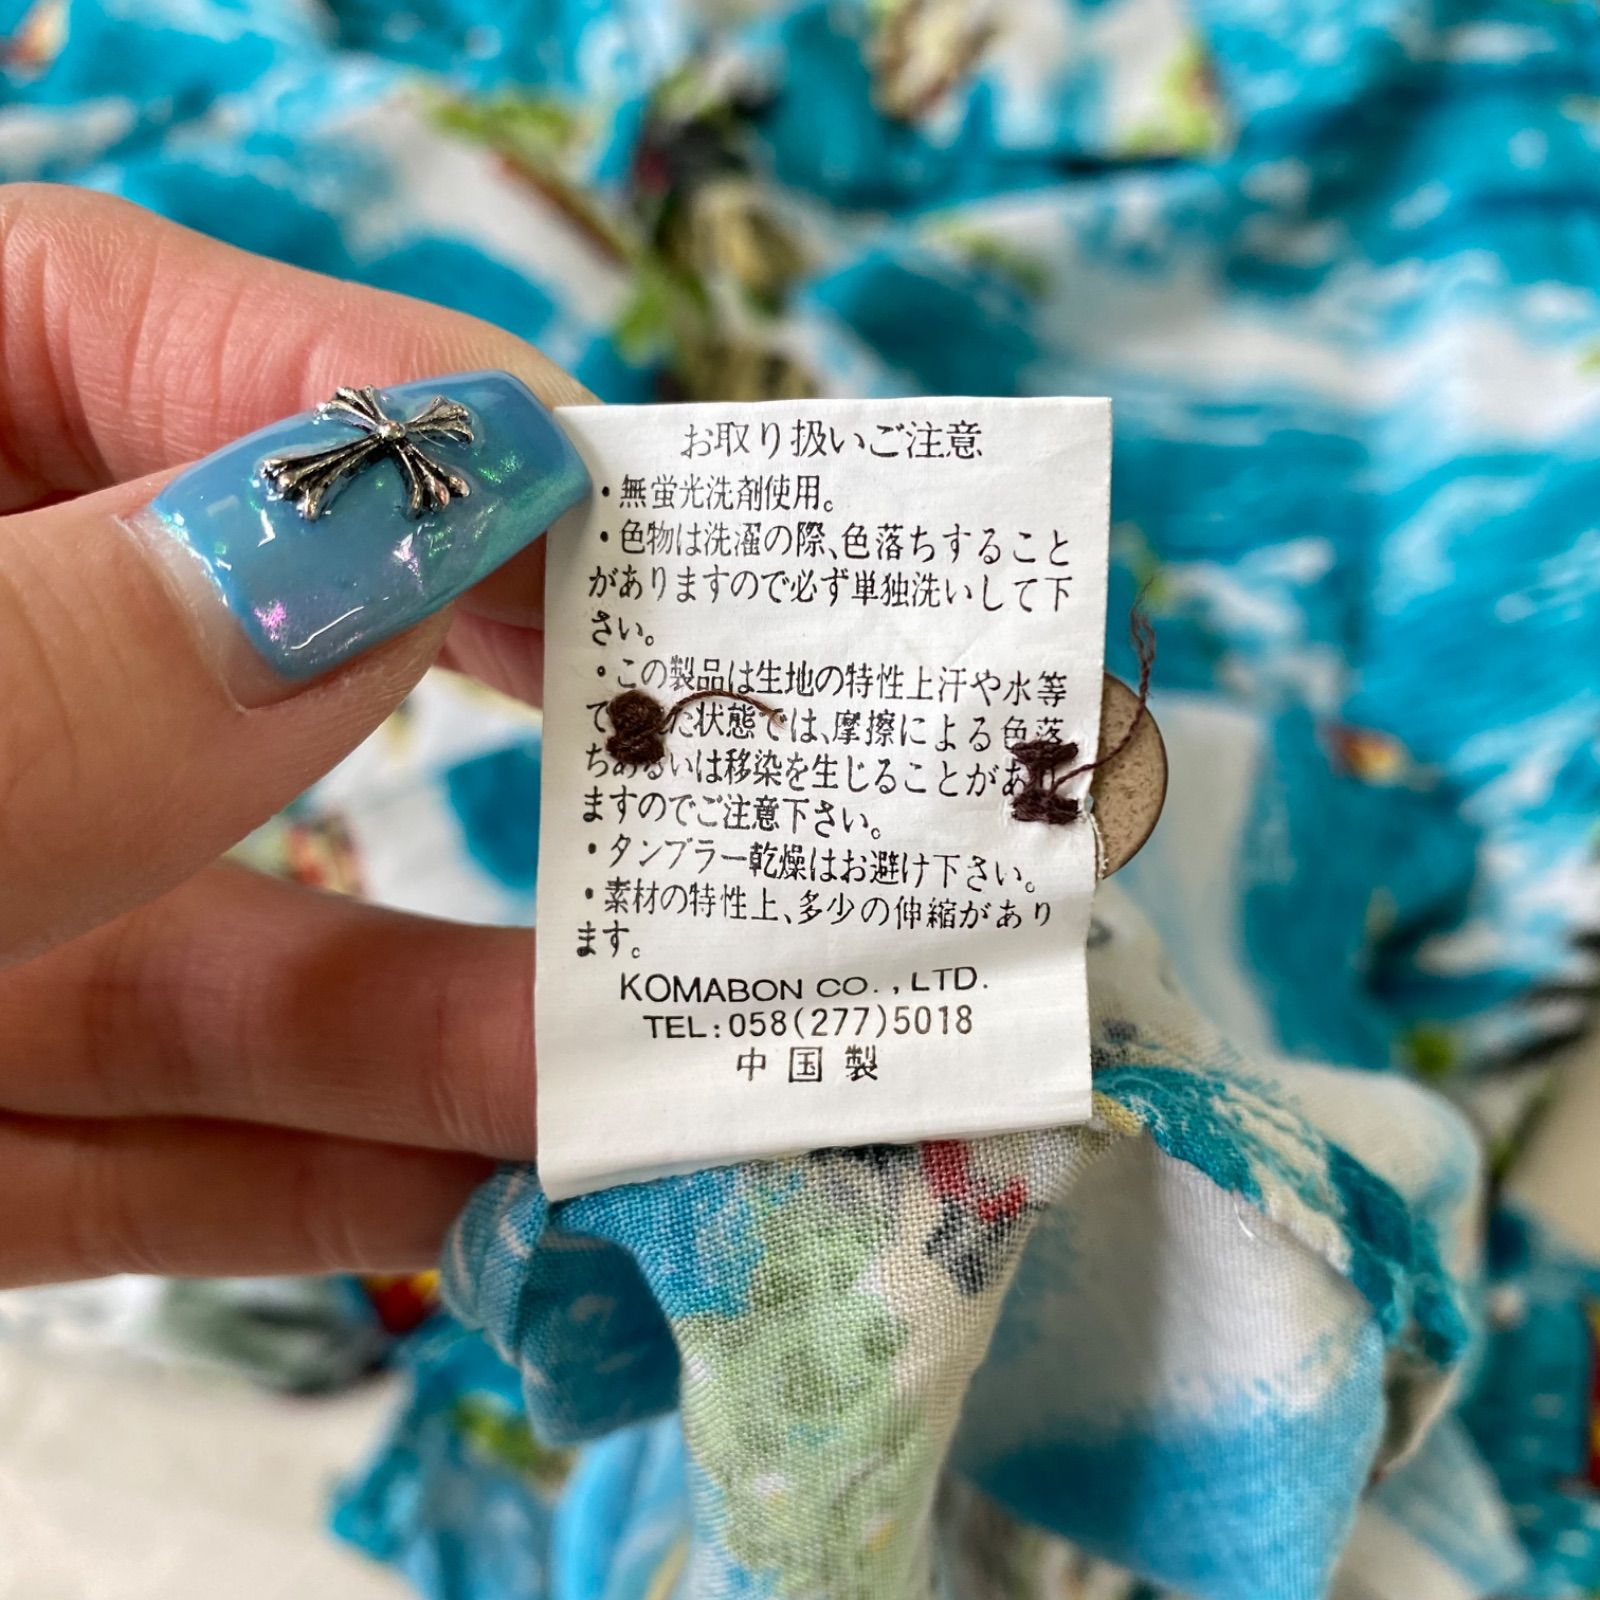 お取り扱いご注意
・無蛍光洗剤使用。
・色物は洗濯の際、色落ちすること
がありますので必ず単独洗いして下
さい。
・この製品は生地の特性上汗や水等
で た状態では、摩擦による色落
ちあるいは移染を生じることがあり
ますのでご注意下さい。
・タンブラー乾燥はお避け下さい。
・素材の特性上、多少の伸縮があり
ます。
KOMABON CO.,LTD.
TEL:058(277)5018
中国製